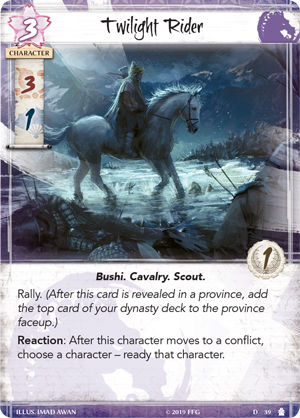 Twilight Rider
3
CHARACTER
3
1
Bushi. Cavalry. Scout.
1
Rally. (After this card is revealed in a province, add
the top card of your dynasty deck to the province
faceup.)
Reaction: After this character moves to a conflict,
choose a character – ready that character.
ILLUS. IMAD AWAN
© 2019 FFG
D 39